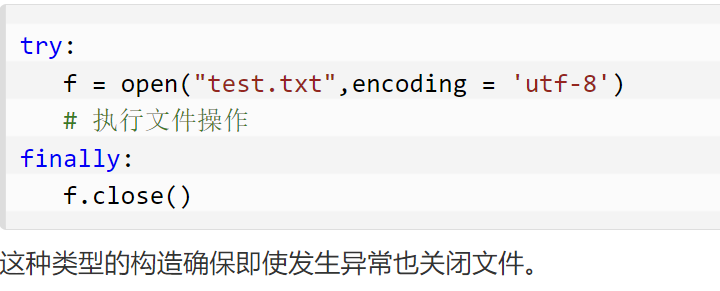 try:
   f = open("test.txt",encoding = 'utf-8')
   # 执行文件操作
finally:
   f.close()
这种类型的构造确保即使发生异常也关闭文件。